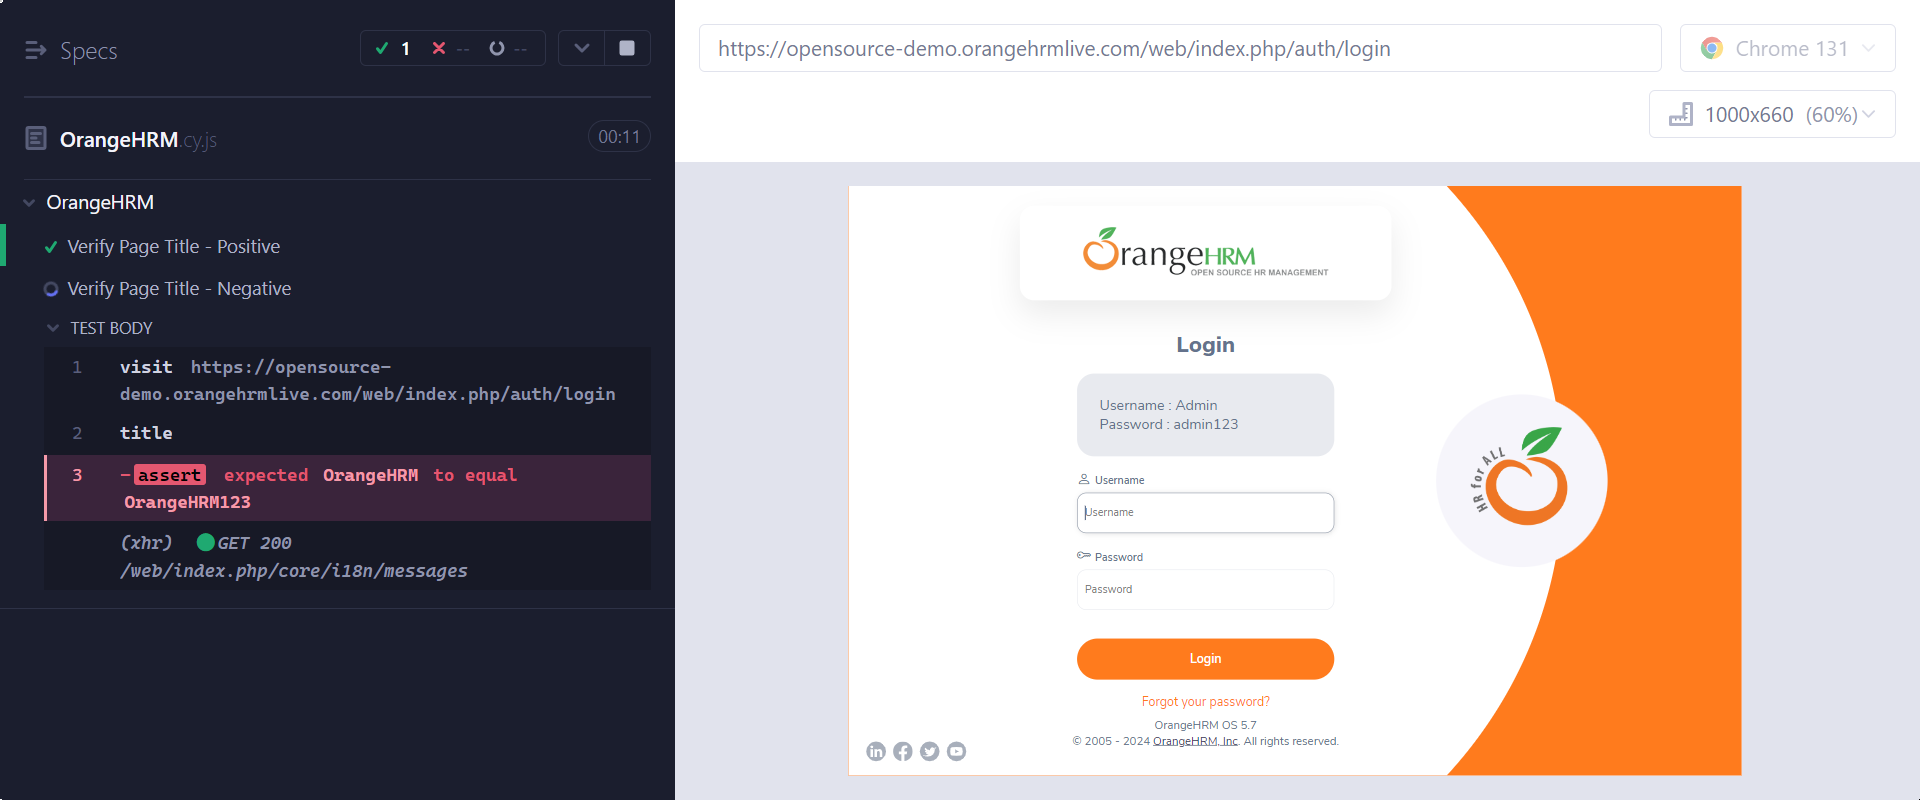 Specs
1 -- --
OrangeHRM.cy.js
00:11
OrangeHRM
Verify Page Title - Positive
Verify Page Title - Negative
TEST BODY
1 visit https://opensource-
demo.orangehrmlive.com/web/index.php/auth/login
2 title
3 -assert expected OrangeHRM to equal
OrangeHRM123
(xhr) GET 200
/web/index.php/core/i18n/messages
https://opensource-demo.orangehrmlive.com/web/index.php/auth/login
Chrome 131
1000x660 (60%)
OrangeHRM
OPEN SOURCE HR MANAGEMENT
Login
Username : Admin
Password : admin123
Username
Username
Password
Password
Login
Forgot your password?
OrangeHRM OS 5.7
© 2005 - 2024 OrangeHRM, Inc. All rights reserved.
HR for ALL